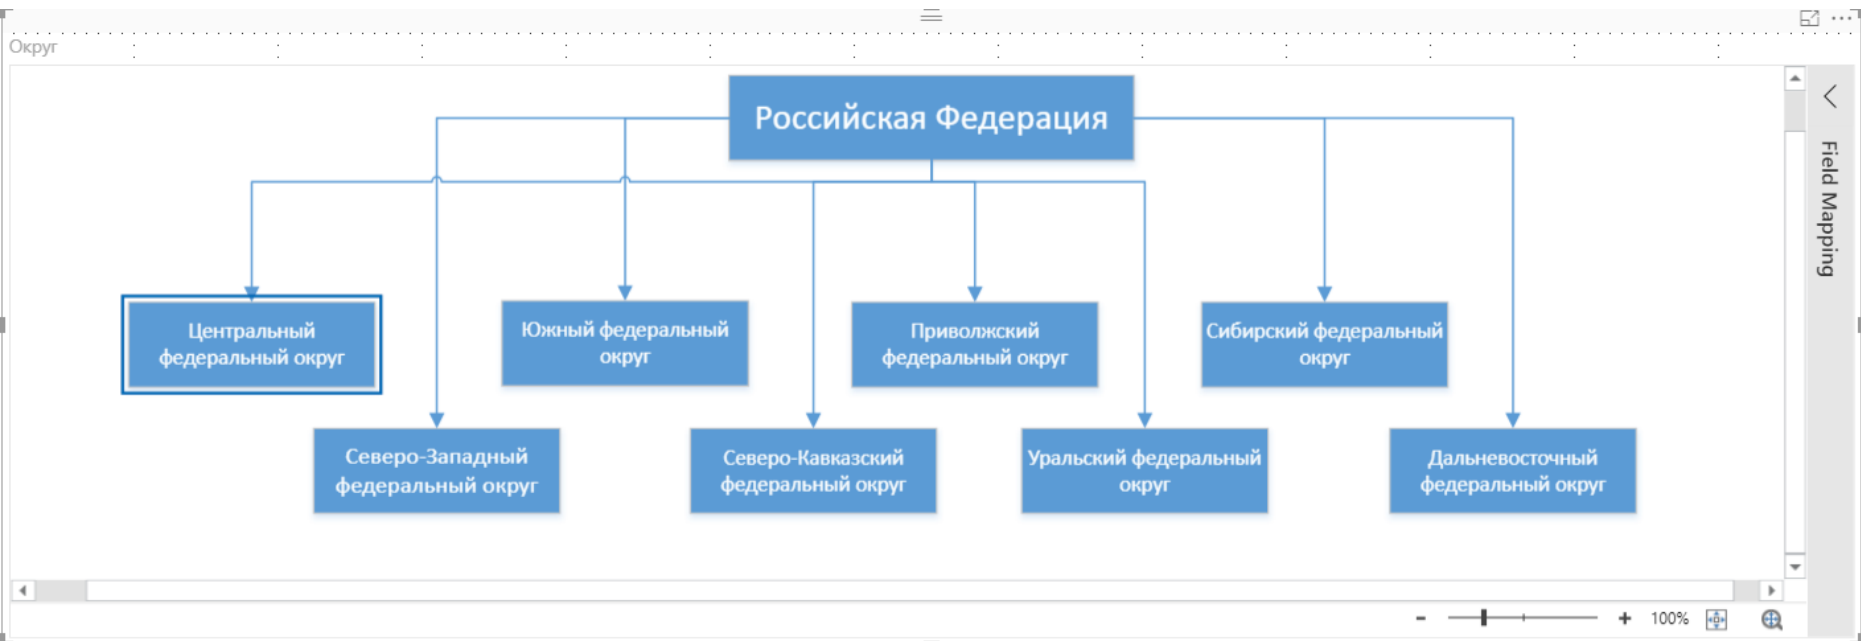 Округ
Российская Федерация
Field Mapping
Центральный
федеральный округ
Южный федеральный
округ
Приволжский
федеральный округ
Сибирский федеральный
округ
Северо-Западный
федеральный округ
Северо-Кавказский
федеральный округ
Уральский федеральный
округ
Дальневосточный
федеральный округ
100%